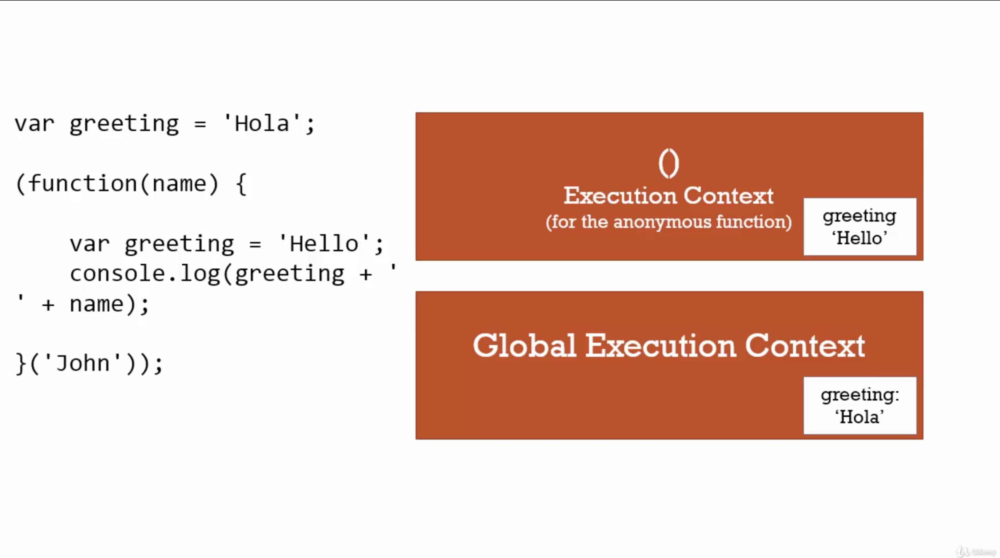 var greeting = 'Hola';
(function(name) {
var greeting = 'Hello';
console.log(greeting + '
' + name);
}('John'));
()
Execution Context
(for the anonymous function)
greeting
‘Hello’
Global Execution Context
greeting:
‘Hola’
Udemy